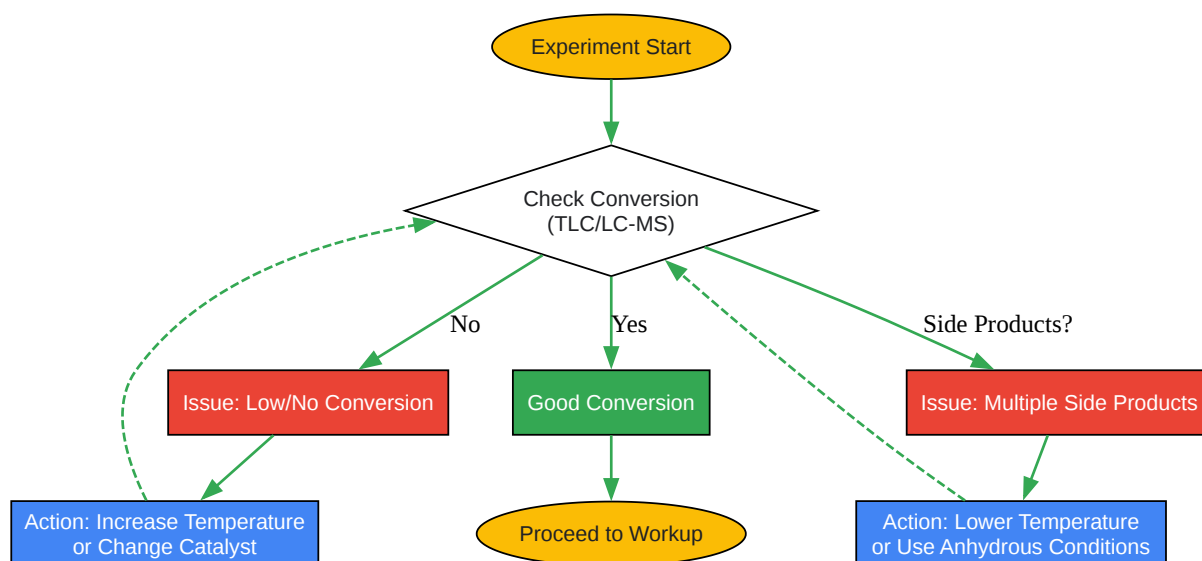 Experiment Start
Check Conversion
(TLC/LC-MS)
No
Yes
Side Products?
Issue: Low/No Conversion
Good Conversion
Issue: Multiple Side Products
Action: Increase Temperature
or Change Catalyst
Proceed to Workup
Action: Lower Temperature
or Use Anhydrous Conditions